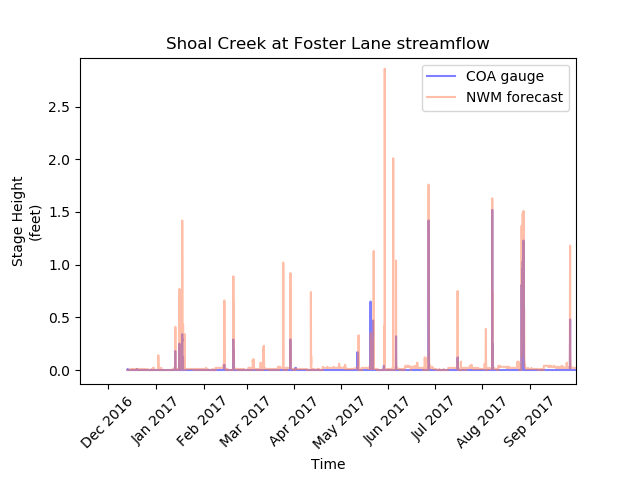 Shoal Creek at Foster Lane streamflow
COA gauge
NWM forecast
Stage Height
(feet)
2.5
2.0
1.5
1.0
0.5
0.0
Dec 2016
Jan 2017
Feb 2017
Mar 2017
Apr 2017
May 2017
Jun 2017
Jul 2017
Aug 2017
Sep 2017
Time